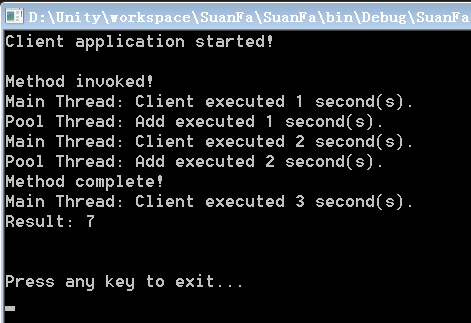 D:\Unity\workspace\SuanFa\SuanFa\bin\Debug\SuanFa
Client application started!
Method invoked!
Main Thread: Client executed 1 second(s).
Pool Thread: Add executed 1 second(s).
Main Thread: Client executed 2 second(s).
Pool Thread: Add executed 2 second(s).
Method complete!
Main Thread: Client executed 3 second(s).
Result: 7
Press any key to exit...